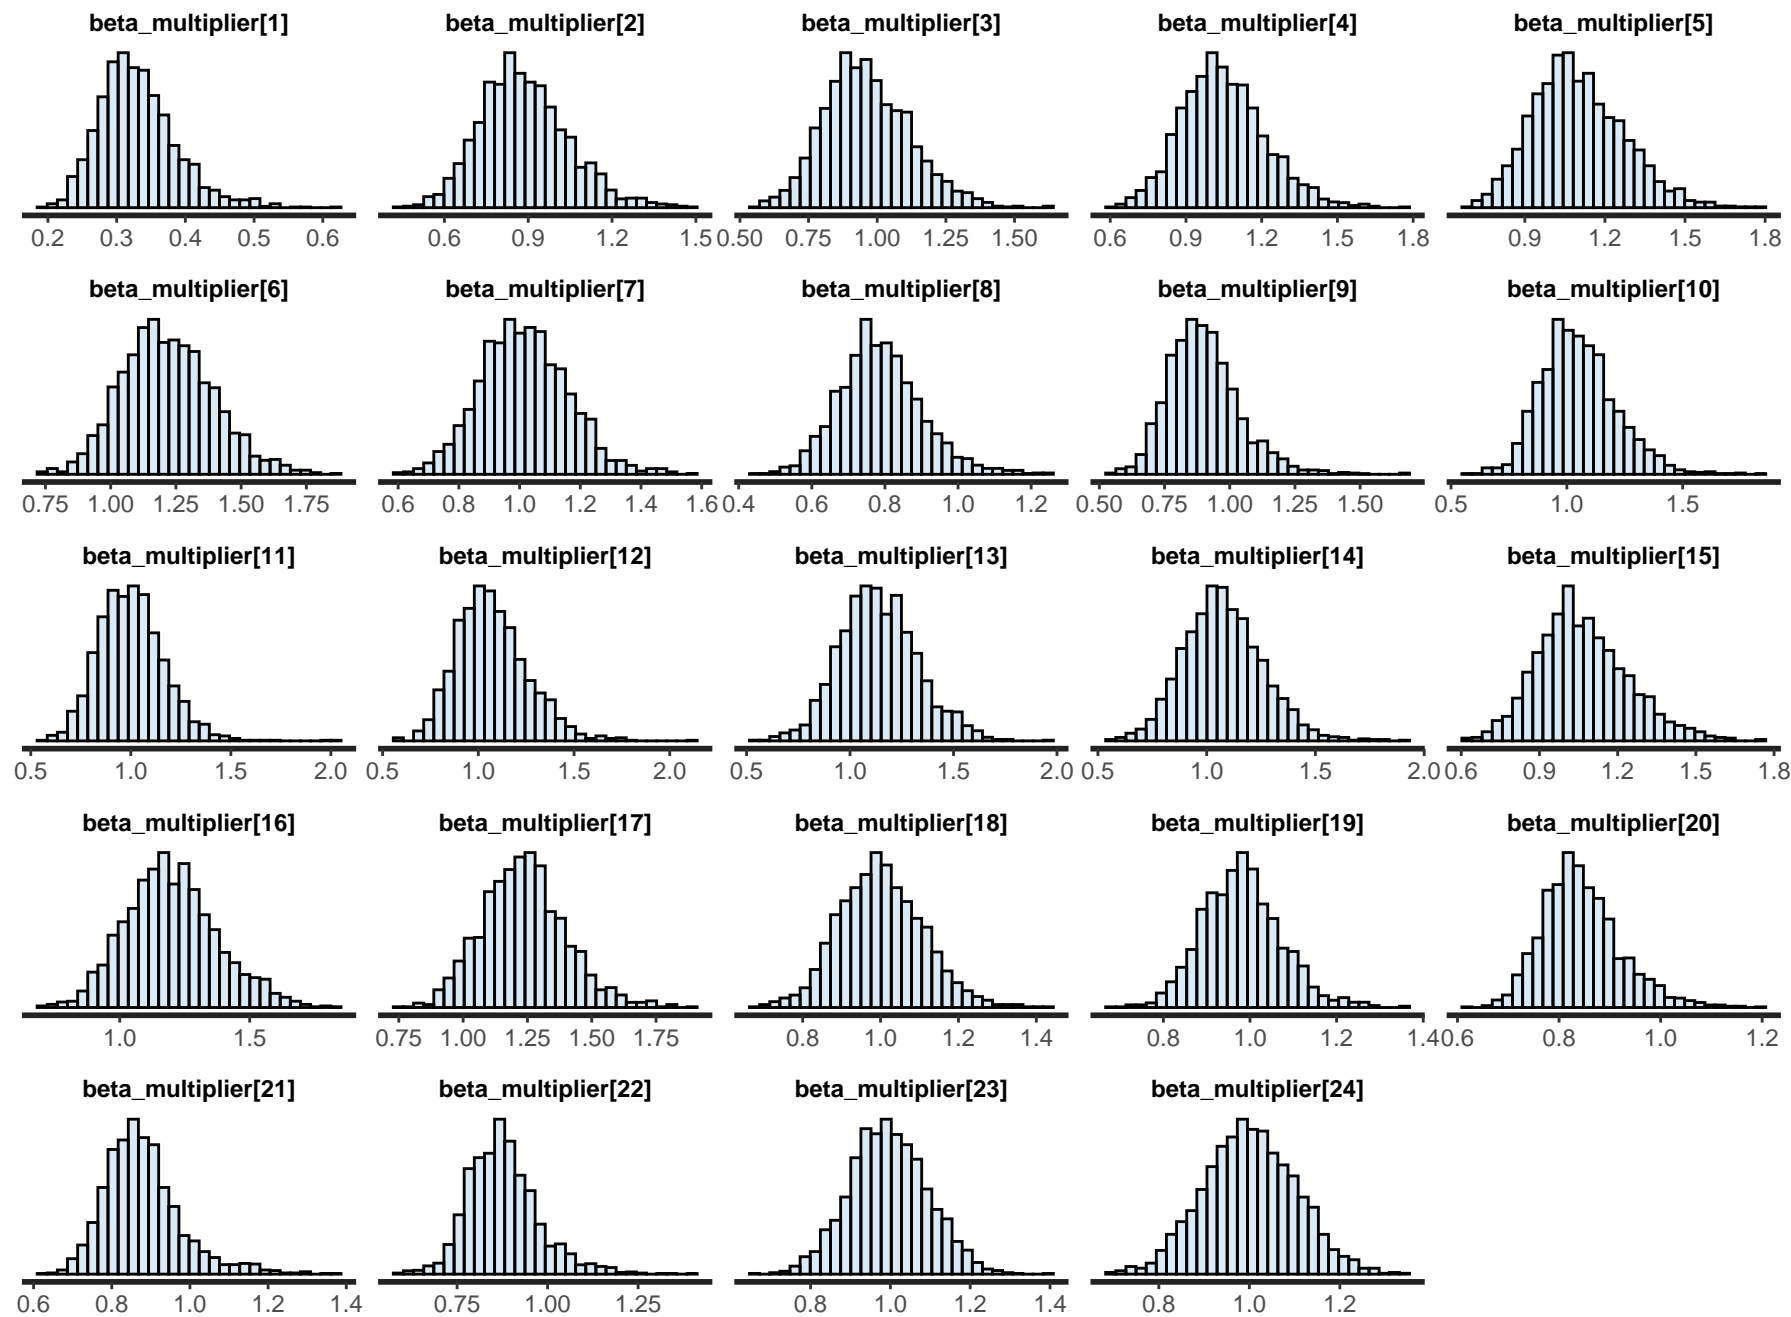 beta_multiplier[1] beta_multiplier[2] beta_multiplier[3] beta_multiplier[4] beta_multiplier[5]
0.2 0.3 0.4 0.5 0.6 0.6 0.9 1.2 1.5 0.50 0.75 1.00 1.25 1.50 0.6 0.9 1.2 1.5 1.8 0.9 1.2 1.5 1.8
beta_multiplier[6] beta_multiplier[7] beta_multiplier[8] beta_multiplier[9] beta_multiplier[10]
0.75 1.00 1.25 1.50 1.75 0.6 0.8 1.0 1.2 1.4 1.6 0.4 0.6 0.8 1.0 1.2 0.50 0.75 1.00 1.25 1.50 0.5 1.0 1.5
beta_multiplier[11] beta_multiplier[12] beta_multiplier[13] beta_multiplier[14] beta_multiplier[15]
0.5 1.0 1.5 2.0 0.5 1.0 1.5 2.0 0.5 1.0 1.5 2.0 0.5 1.0 1.5 2.0 0.6 0.9 1.2 1.5 1.8
beta_multiplier[16] beta_multiplier[17] beta_multiplier[18] beta_multiplier[19] beta_multiplier[20]
1.0 1.5 0.75 1.00 1.25 1.50 1.75 0.8 1.0 1.2 1.4 0.8 1.0 1.2 1.4 0.6 0.8 1.0 1.2
beta_multiplier[21] beta_multiplier[22] beta_multiplier[23] beta_multiplier[24]
0.6 0.8 1.0 1.2 1.4 0.75 1.00 1.25 0.8 1.0 1.2 1.4 0.8 1.0 1.2